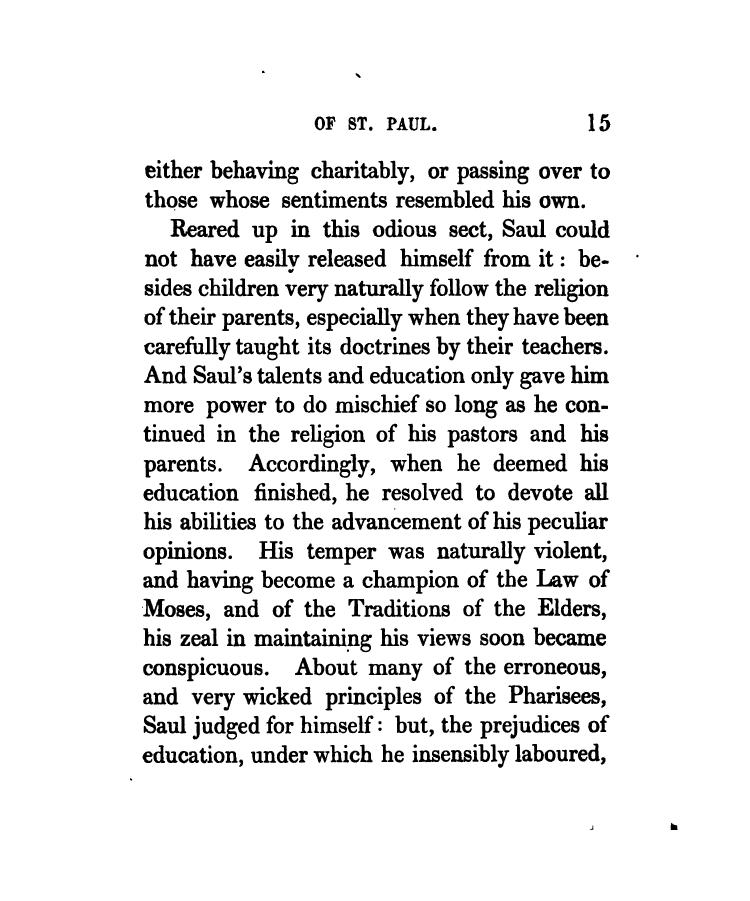 OF ST. PAUL. 15
either behaving charitably, or passing over to
those whose sentiments resembled his own.
Reared up in this odious sect, Saul could
not have easily released himself from it: be-
sides children very naturally follow the religion
of their parents, especially when they have been
carefully taught its doctrines by their teachers.
And Saul's talents and education only gave him
more power to do mischief so long as he con-
tinued in the religion of his pastors and his
parents. Accordingly, when he deemed his
education finished, he resolved to devote all
his abilities to the advancement of his peculiar
opinions. His temper was naturally violent,
and having become a champion of the Law of
Moses, and of the Traditions of the Elders,
his zeal in maintaining his views soon became
conspicuous. About many of the erroneous,
and very wicked principles of the Pharisees,
Saul judged for himself: but, the prejudices of
education, under which he insensibly laboured,